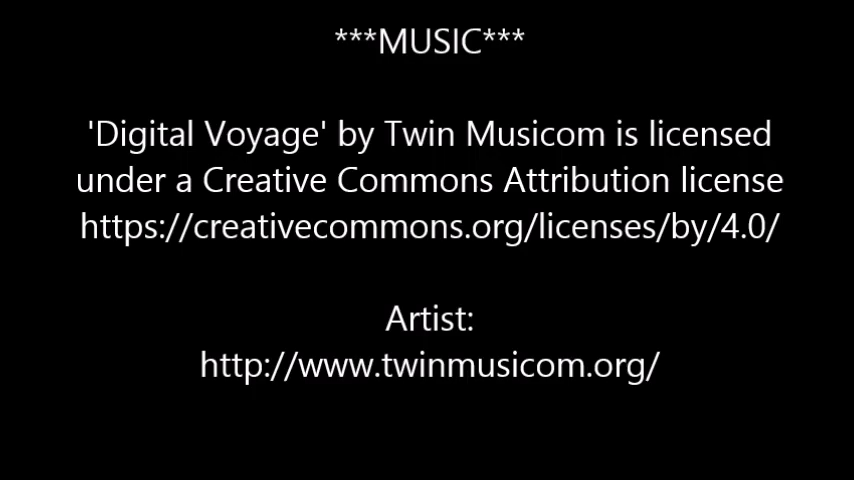 ***MUSIC***
'Digital Voyage' by Twin Musicom is licensed
under a Creative Commons Attribution license
https://creativecommons.org/licenses/by/4.0/
Artist:
http://www.twinmusicom.org/